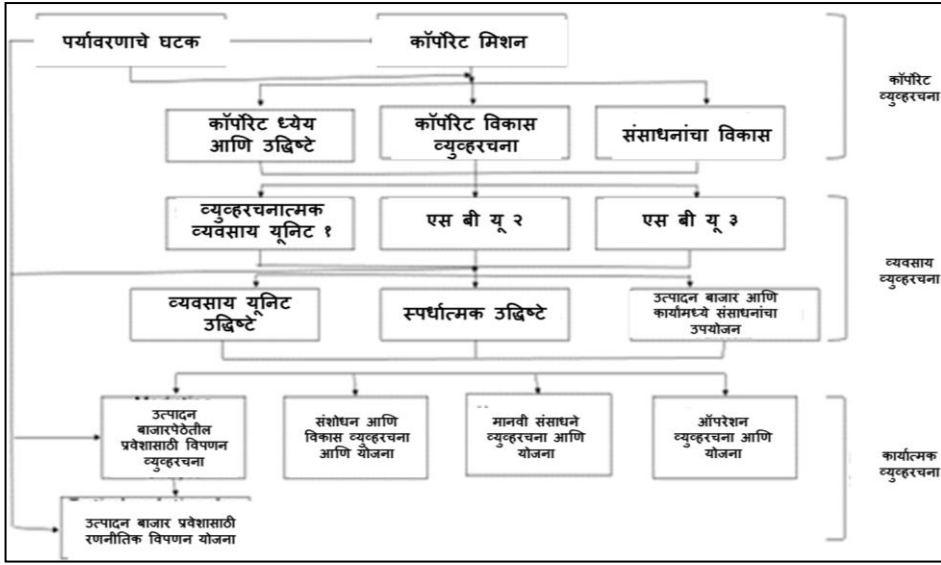 पर्यावरणाचे घटक
कॉर्पोरेट मिशन
कॉर्पोरेट
व्युव्हरचना
कॉर्पोरेट ध्येय
आणि उद्धिष्टे
कॉर्पोरेट विकास
व्युव्हरचना
संसाधनांचा विकास
व्युव्हरचनात्मक
व्यवसाय यूनिट १
एस बी यू २
एस बी यू ३
व्यवसाय
व्युव्हरचना
व्यवसाय यूनिट
उद्धिष्टे
स्पर्धात्मक उद्धिष्टे
उत्पादन बाजार आणि
कार्यामध्ये संसाधनांचा
उपयोजन
उत्पादन
बाजारपेठेतील
प्रवेशासाठी विपणन
व्युव्हरचना
संशोधन आणि
विकास व्युव्हरचना
आणि योजना
मानवी संसाधने
व्युव्हरचना आणि
योजना
ऑपरेशन
व्युव्हरचना आणि
योजना
कार्यात्मक
व्युव्हरचना
उत्पादन बाजार प्रवेशासाठी
रणनीतिक विपणन योजना